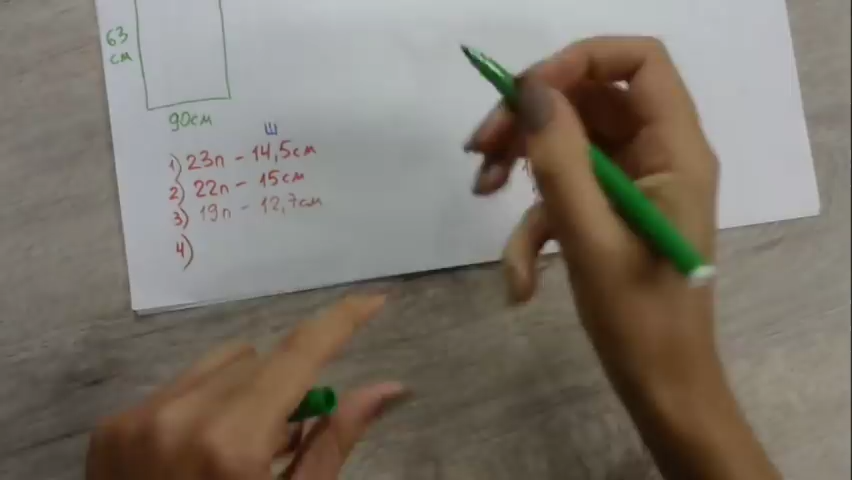 63
см
90см
Ш
1) 23п - 14,5см
2) 22п - 15см
3) 19п - 12,7см
4)